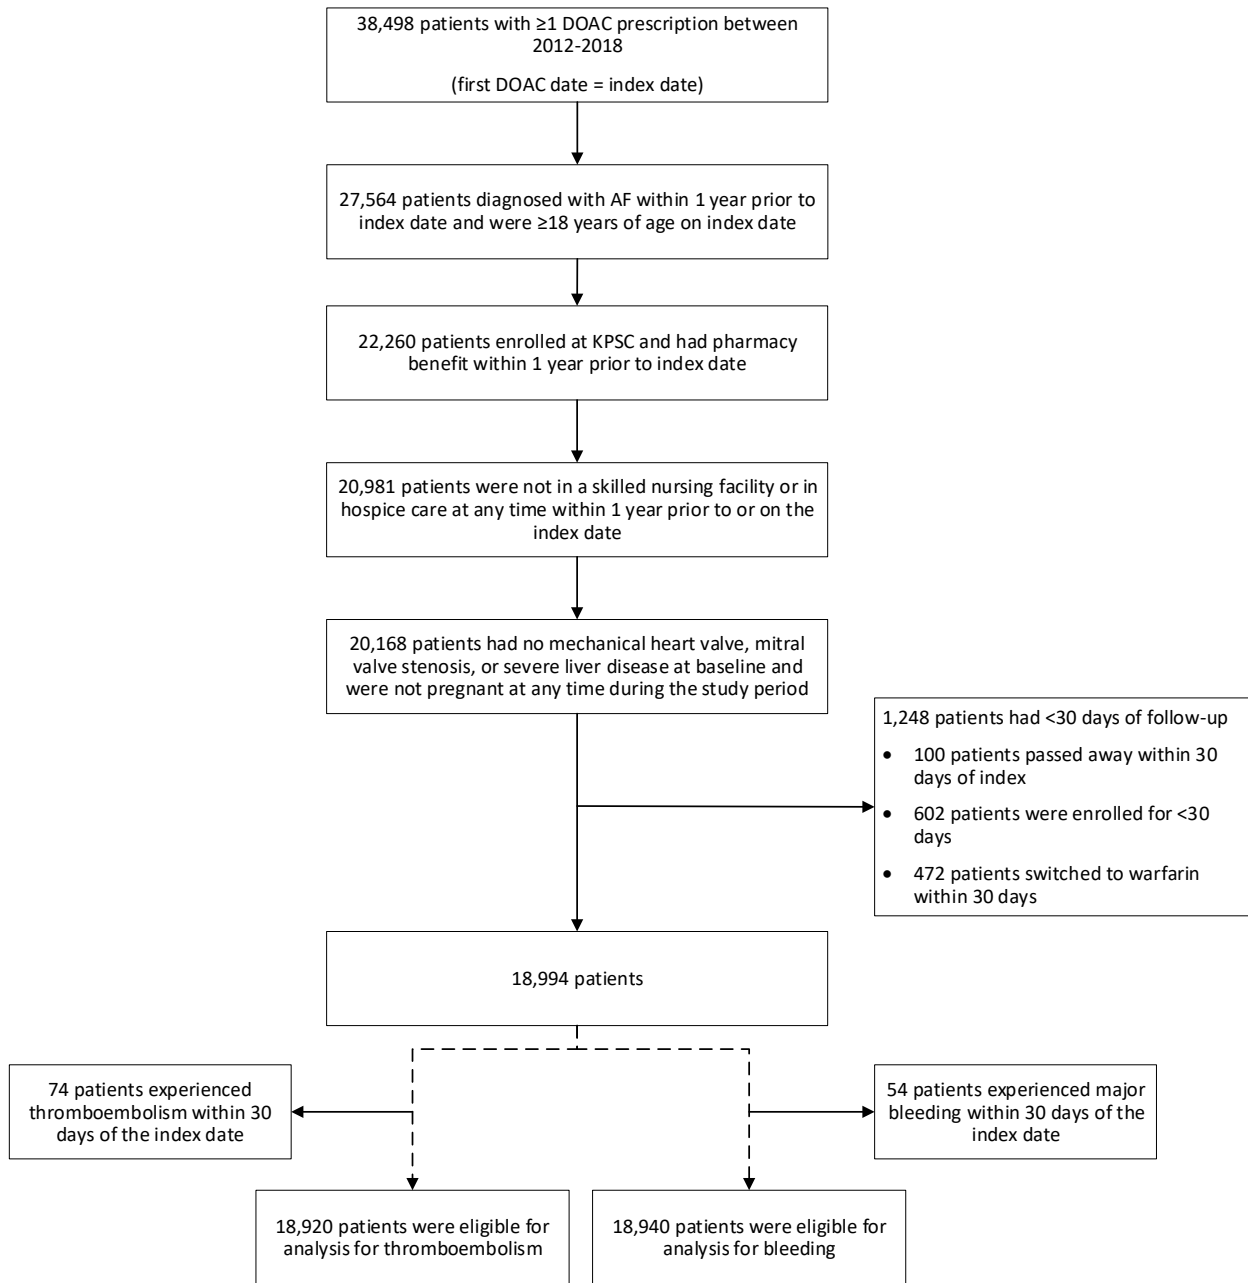 38,498 patients with ≥1 DOAC prescription between
2012-2018
(first DOAC date = index date)
27,564 patients diagnosed with AF within 1 year prior to
index date and were ≥18 years of age on index date
22,260 patients enrolled at KPSC and had pharmacy
benefit within 1 year prior to index date
20,981 patients were not in a skilled nursing facility or in
hospice care at any time within 1 year prior to or on the
index date
20,168 patients had no mechanical heart valve, mitral
valve stenosis, or severe liver disease at baseline and
were not pregnant at any time during the study period
1,248 patients had <30 days of follow-up
• 100 patients passed away within 30
days of index
• 602 patients were enrolled for <30
days
• 472 patients switched to warfarin
within 30 days
18,994 patients
74 patients experienced
thromboembolism within 30
days of the index date
54 patients experienced major
bleeding within 30 days of the
index date
18,920 patients were eligible for
analysis for thromboembolism
18,940 patients were eligible for
analysis for bleeding